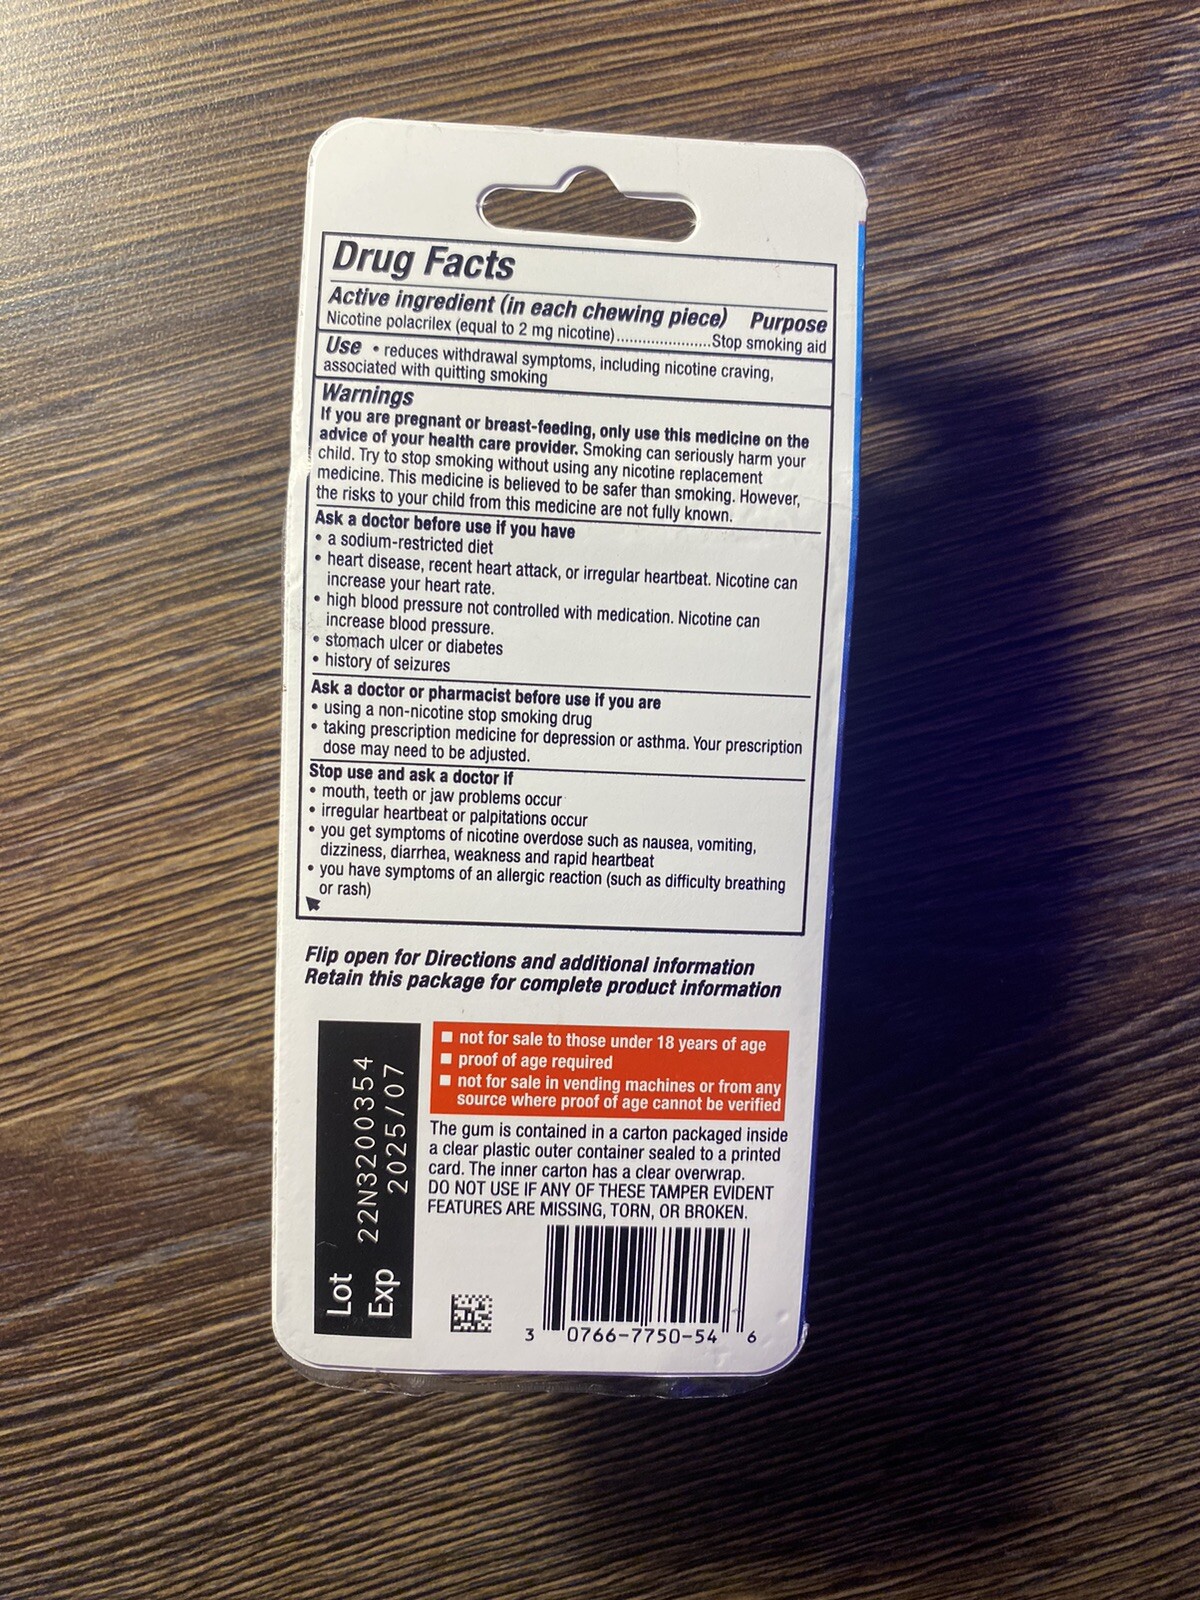 Drug Facts
Active ingredient (in each chewing piece) Purpose
Nicotine polacrilex (equal to 2 mg nicotine)......................Stop smoking aid
Use • reduces withdrawal symptoms, including nicotine craving,
associated with quitting smoking
Warnings
If you are pregnant or breast-feeding, only use this medicine on the
advice of your health care provider. Smoking can seriously harm your
child. Try to stop smoking without using any nicotine replacement
medicine. This medicine is believed to be safer than smoking. However,
the risks to your child from this medicine are not fully known.
Ask a doctor before use if you have
• a sodium-restricted diet
• heart disease, recent heart attack, or irregular heartbeat. Nicotine can
increase your heart rate.
• high blood pressure not controlled with medication. Nicotine can
increase blood pressure.
• stomach ulcer or diabetes
• history of seizures
Ask a doctor or pharmacist before use if you are
• using a non-nicotine stop smoking drug
• taking prescription medicine for depression or asthma. Your prescription
dose may need to be adjusted.
Stop use and ask a doctor if
• mouth, teeth or jaw problems occur
• irregular heartbeat or palpitations occur
• you get symptoms of nicotine overdose such as nausea, vomiting,
dizziness, diarrhea, weakness and rapid heartbeat
• you have symptoms of an allergic reaction (such as difficulty breathing
or rash)
Flip open for Directions and additional information
Retain this package for complete product information
Lot 22N3200354
Exp 2025/07
■ not for sale to those under 18 years of age
■ proof of age required
■ not for sale in vending machines or from any
source where proof of age cannot be verified
The gum is contained in a carton packaged inside
a clear plastic outer container sealed to a printed
card. The inner carton has a clear overwrap.
DO NOT USE IF ANY OF THESE TAMPER EVIDENT
FEATURES ARE MISSING, TORN, OR BROKEN.
3 0766-7750-54 6